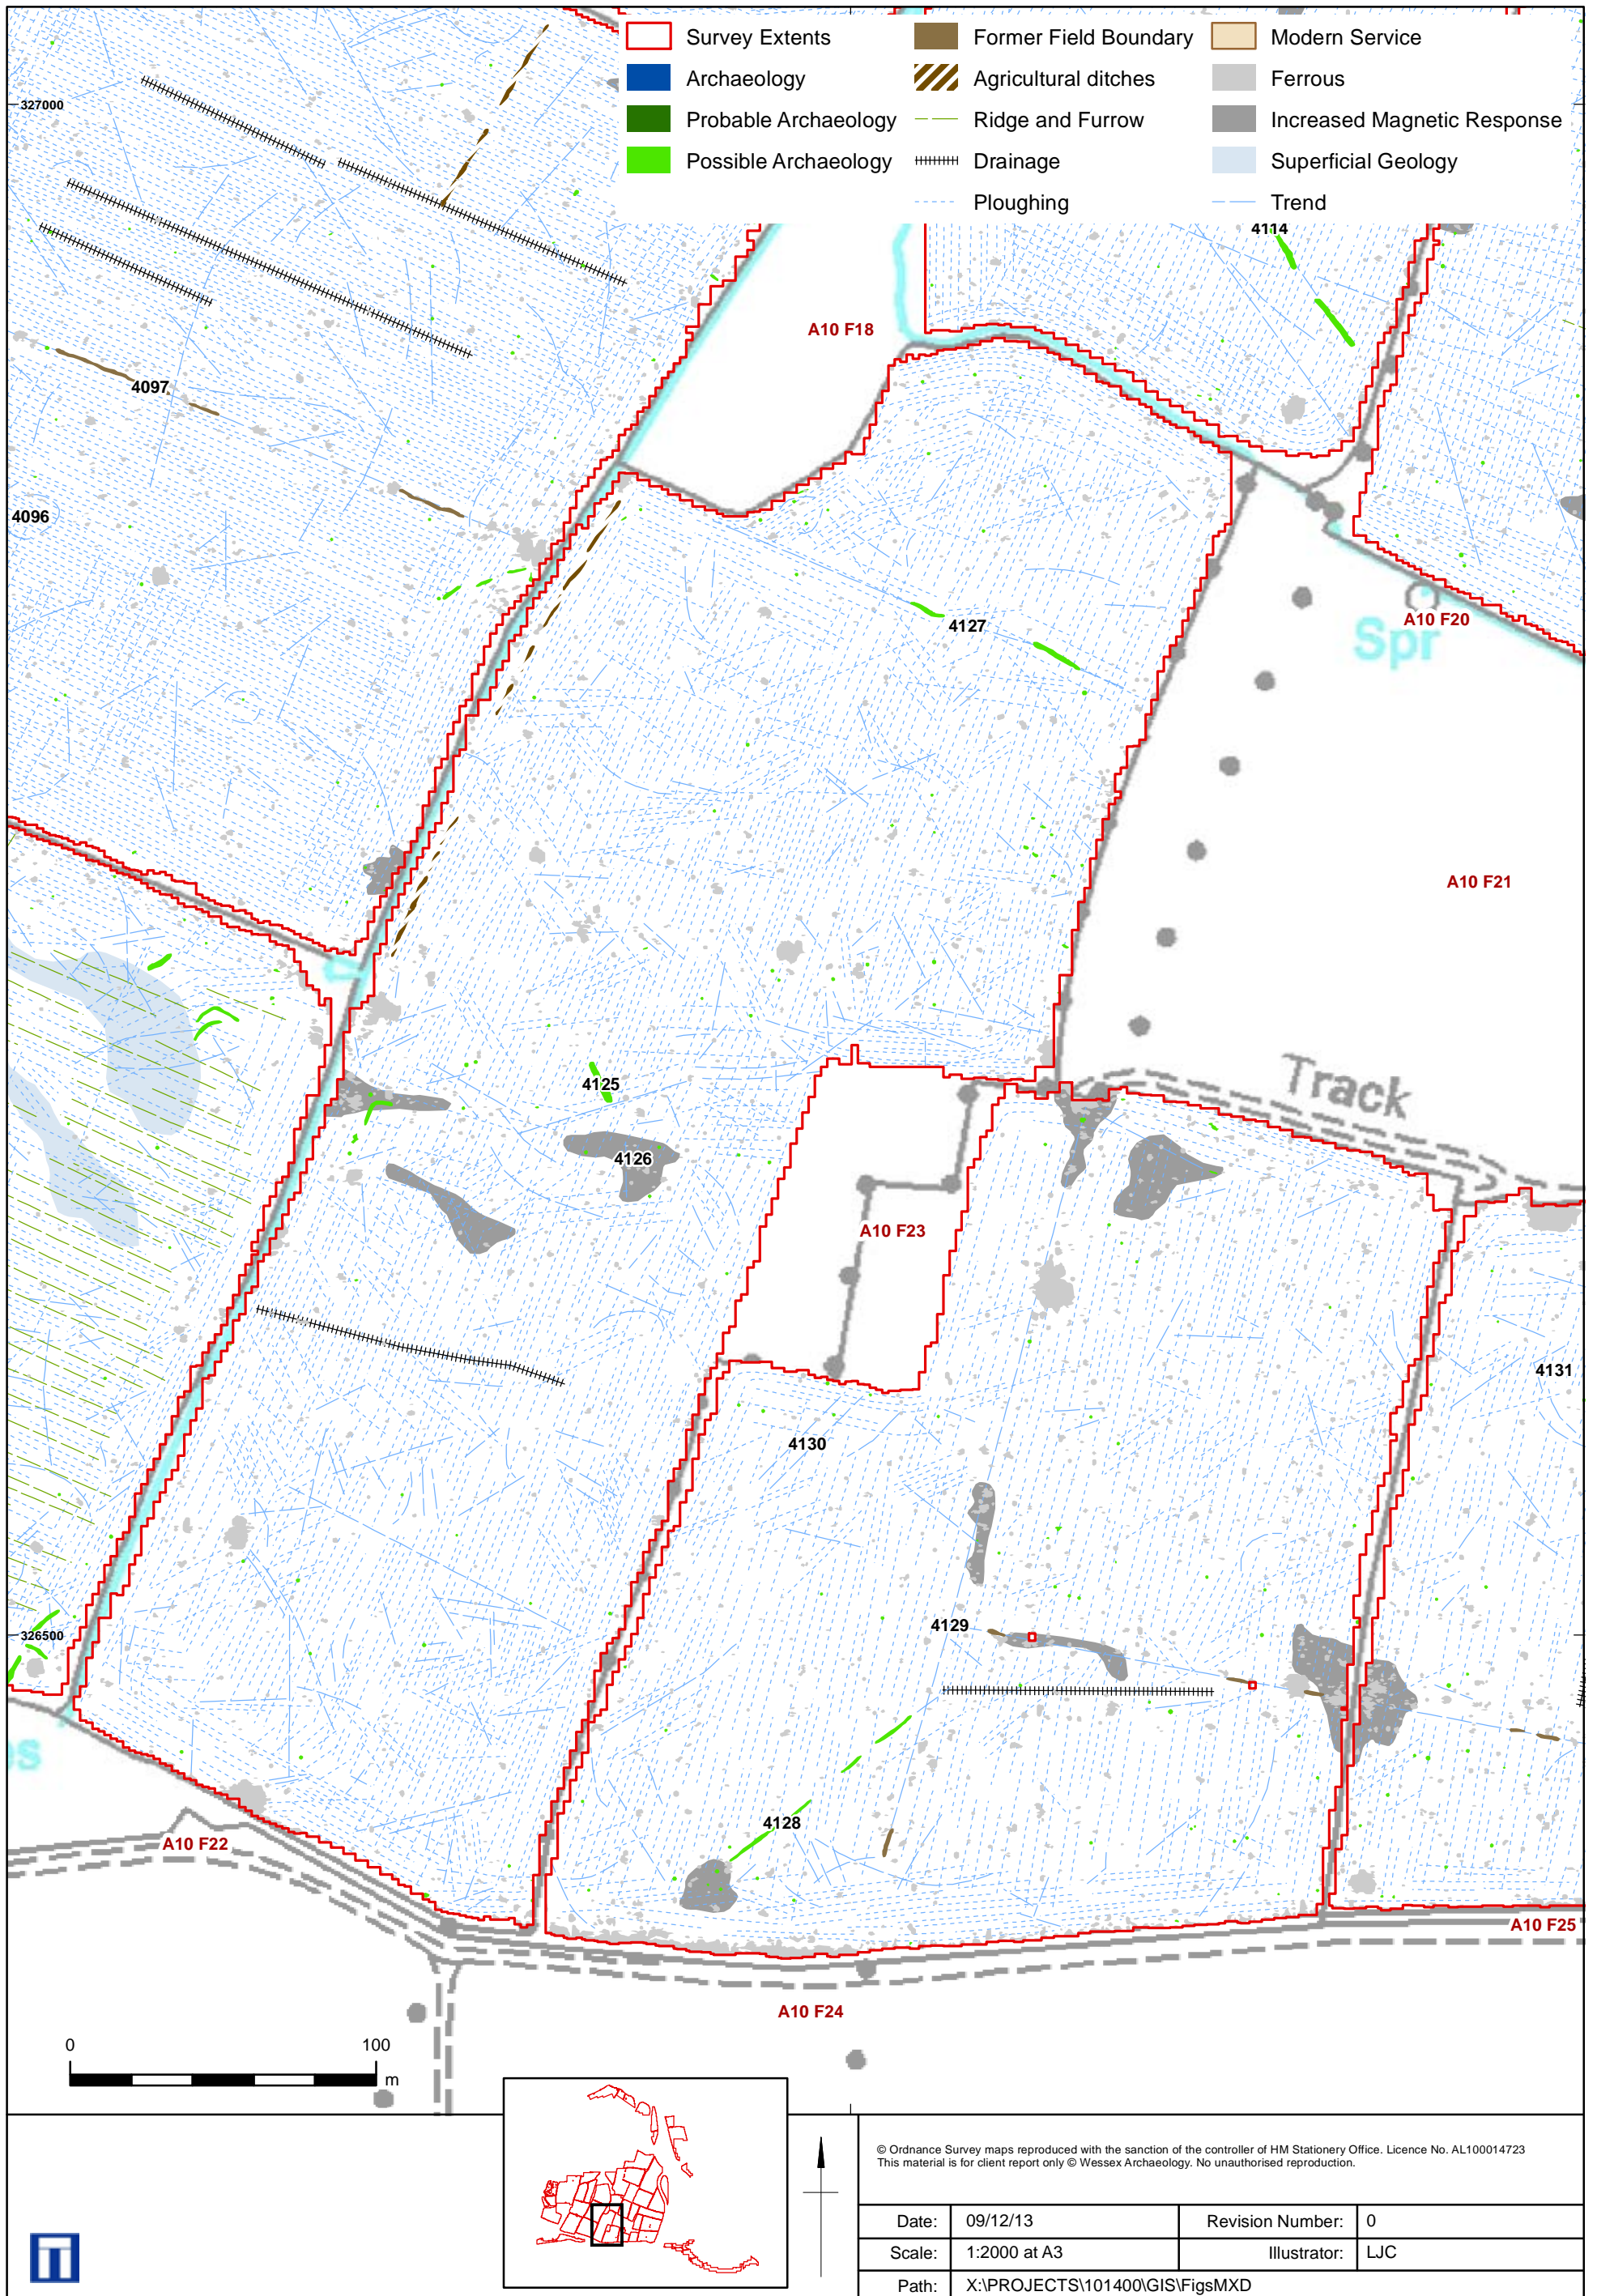 Survey Extents
Archaeology
Probable Archaeology
Possible Archaeology
Former Field Boundary
Agricultural ditches
Ridge and Furrow
Drainage
Ploughing
Modern Service
Ferrous
Increased Magnetic Response
Superficial Geology
Trend
327000
4114
A10 F18
4097
4096
4127
A10 F20
Spr
A10 F21
4125
Track
4126
A10 F23
4131
4130
4129
326500
4128
A10 F22
A10 F25
A10 F24
0 100
m
© Ordnance Survey maps reproduced with the sanction of the controller of HM Stationery Office. Licence No. AL100014723
This material is for client report only © Wessex Archaeology. No unauthorised reproduction.
Date: 09/12/13 Revision Number: 0
Scale: 1:2000 at A3 Illustrator: LJC
Path: X:\PROJECTS\101400\GIS\FigsMXD